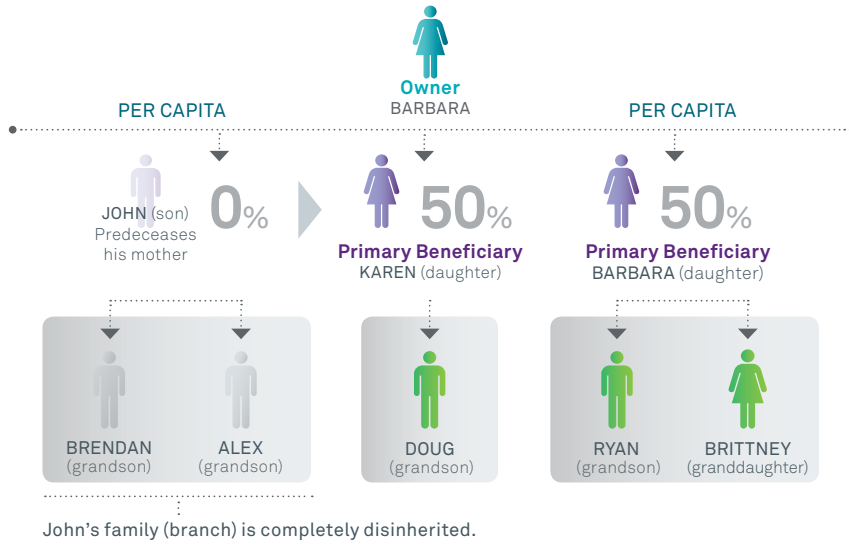 Owner
BARBARA
PER CAPITA
PER CAPITA
JOHN (son)
Predeceases
his mother
0%
50%
Primary Beneficiary
KAREN (daughter)
50%
Primary Beneficiary
BARBARA (daughter)
BRENDAN
(grandson)
ALEX
(grandson)
DOUG
(grandson)
RYAN
(grandson)
BRITTNEY
(granddaughter)
John's family (branch) is completely disinherited.